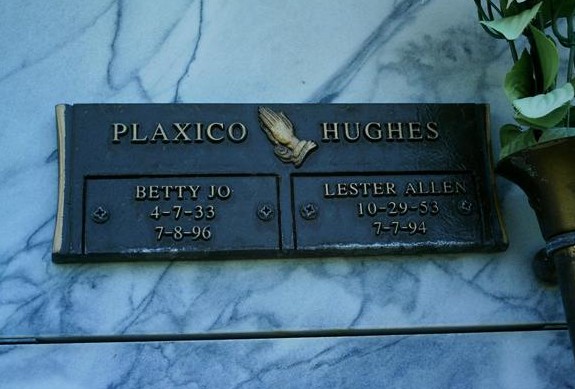 PLAXICO HUGHES
BETTY JO
4-7-33
7-8-96
LESTER ALLEN
10-29-53
7-7-94